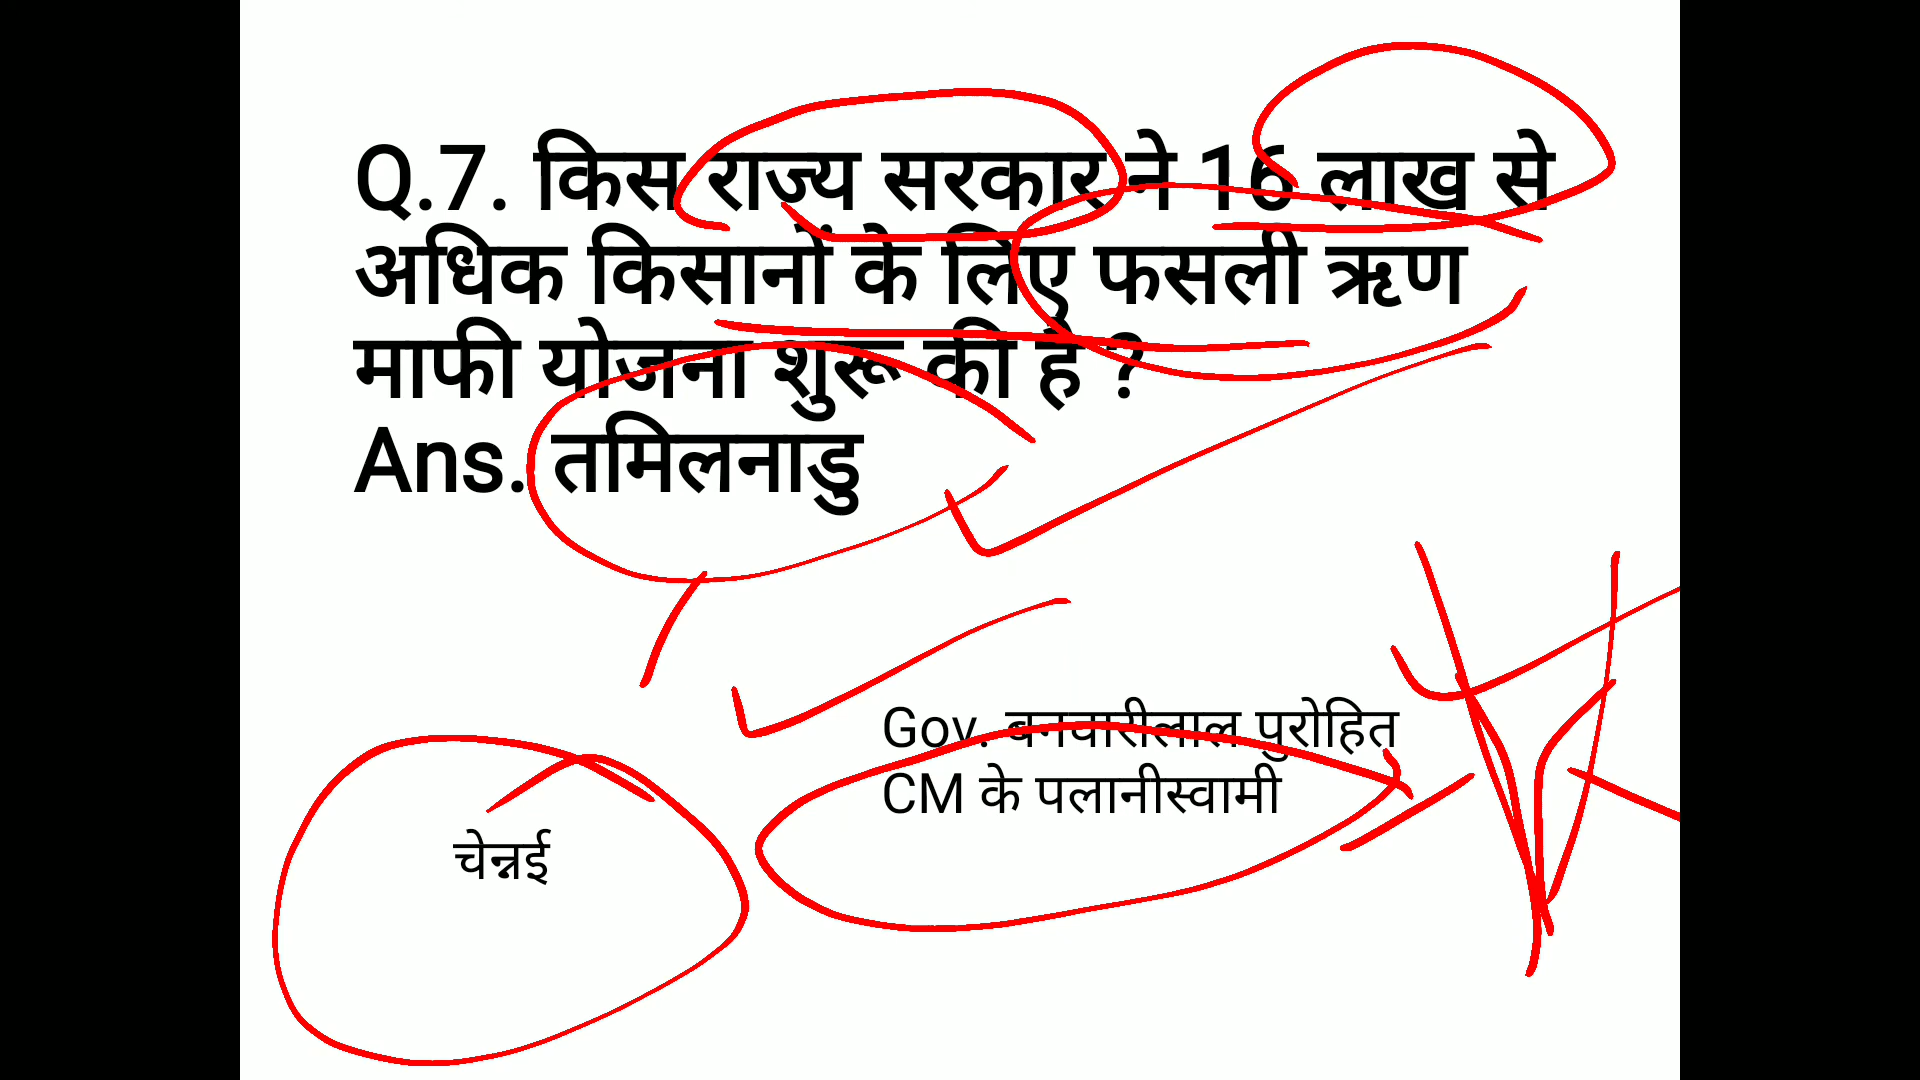 Q.7. किस राज्य सरकार ने 16 लाख से
अधिक किसानों के लिए फसली ऋण
माफी योजना शुरू की है ?
Ans. तमिलनाडु
Gov. बनवारीलाल पुरोहित
CM के पलानीस्वामी
चेन्नई